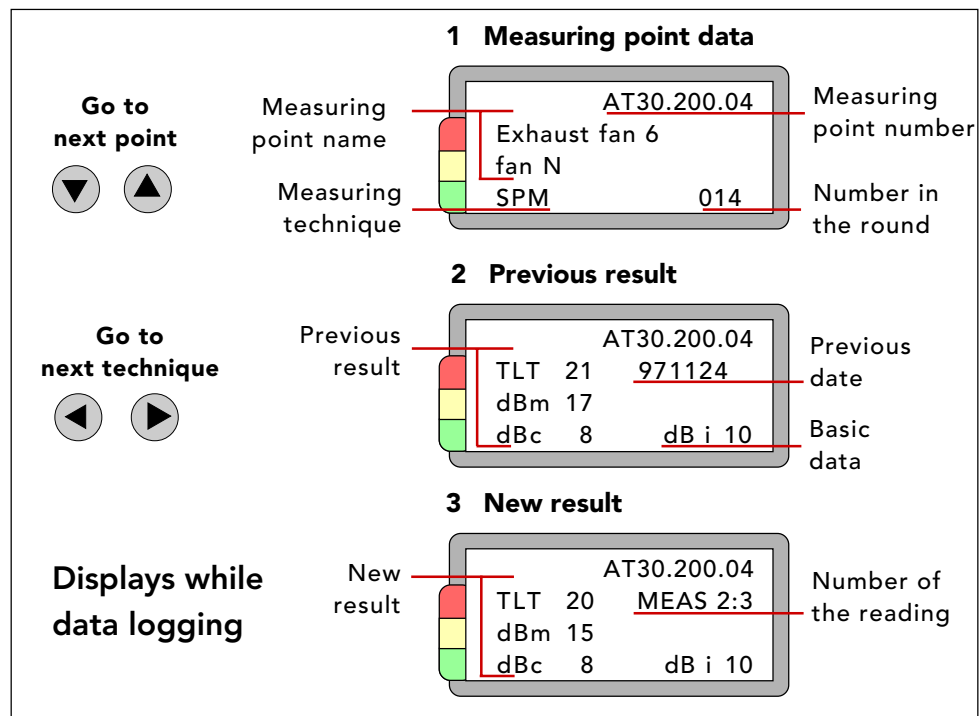 1 Measuring point data
Go to
next point
Measuring
point name
AT30.200.04
Exhaust fan 6
fan N
SPM 014
Measuring
technique
Measuring
point number
Number in
the round
2 Previous result
Go to
next technique
Previous
result
AT30.200.04
TLT 21 971124
dBm 17
dBc 8 dB i 10
Previous
date
Basic
data
3 New result
Displays while
data logging
New
result
AT30.200.04
TLT 20 MEAS 2:3
dBm 15
dBc 8 dB i 10
Number of
the reading